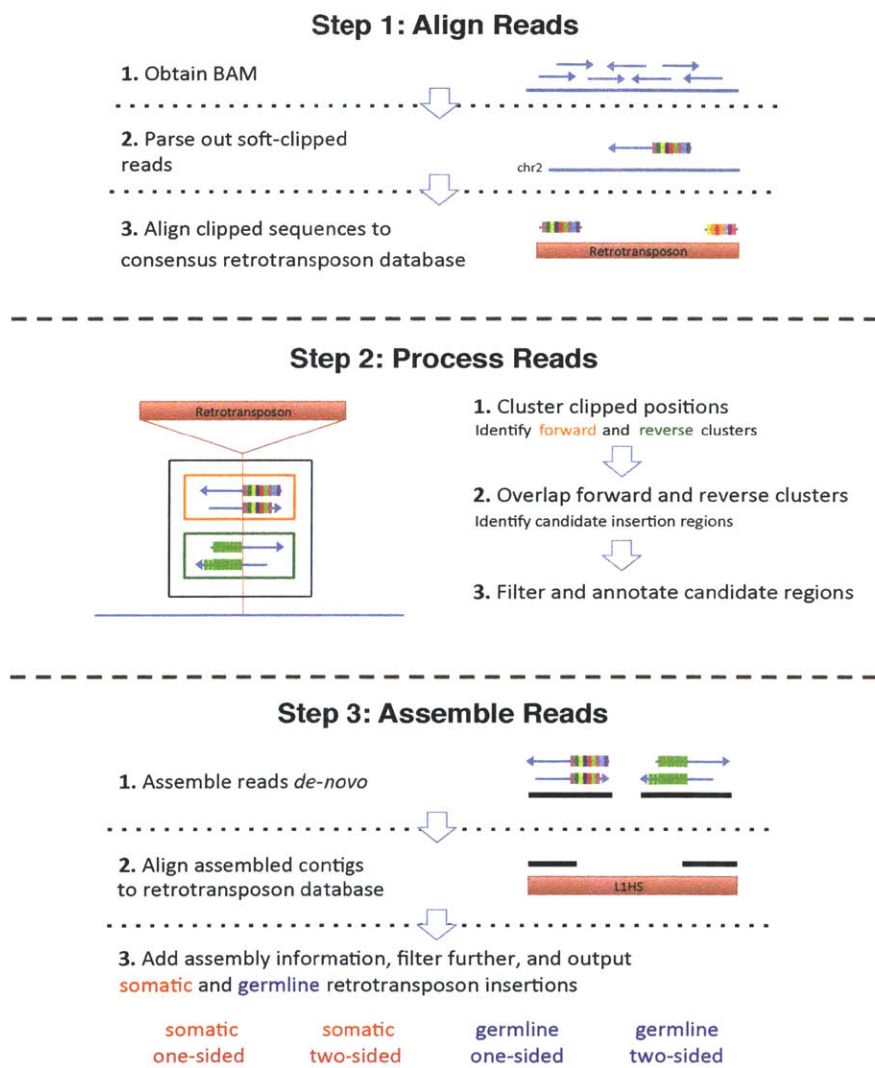 Step 1: Align Reads
1. Obtain BAM
2. Parse out soft-clipped
reads
chr2
3. Align clipped sequences to
consensus retrotransposon database
Retrotransposon
Step 2: Process Reads
Retrotransposon
1. Cluster clipped positions
Identify forward and reverse clusters
2. Overlap forward and reverse clusters
Identify candidate insertion regions
3. Filter and annotate candidate regions
Step 3: Assemble Reads
1. Assemble reads de-novo
2. Align assembled contigs
to retrotransposon database
L1HS
3. Add assembly information, filter further, and output
somatic and germline retrotransposon insertions
somatic somatic germline germline
one-sided two-sided one-sided two-sided